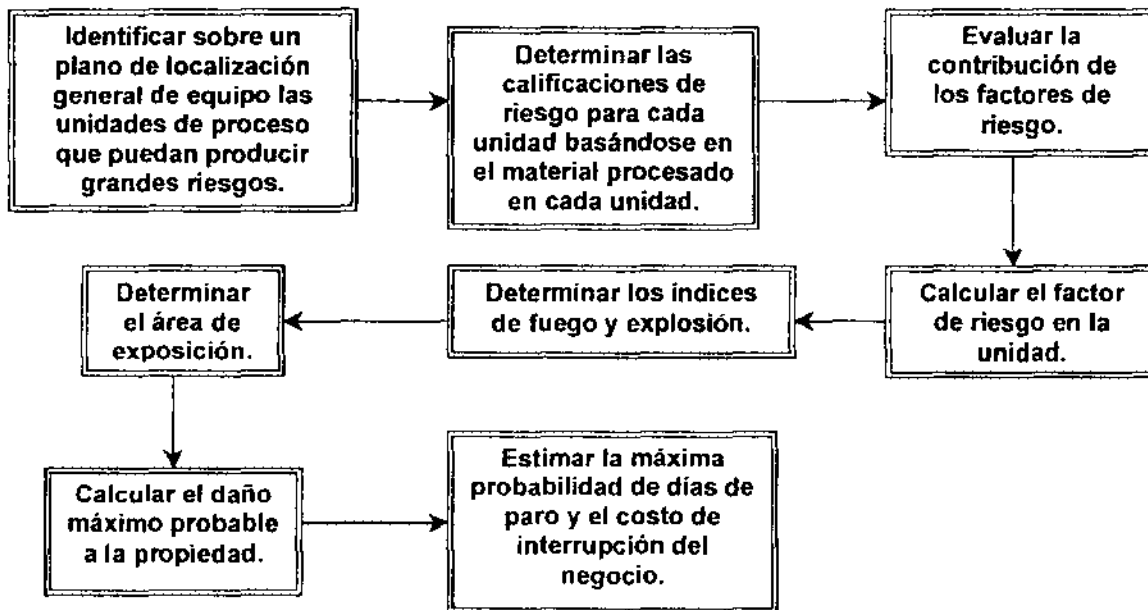 Identificar sobre un
plano de localización
general de equipo las
unidades de proceso
que puedan producir
grandes riesgos.
Determinar las
calificaciones de
riesgo para cada
unidad basándose en
el material procesado
en cada unidad.
Evaluar la
contribución de
los factores de
riesgo.
Calcular el factor
de riesgo en la
unidad.
Determinar los índices
de fuego y explosión.
Determinar
el área de
exposición.
Calcular el daño
máximo probable
a la propiedad.
Estimar la máxima
probabilidad de días de
paro y el costo de
interrupción del
negocio.